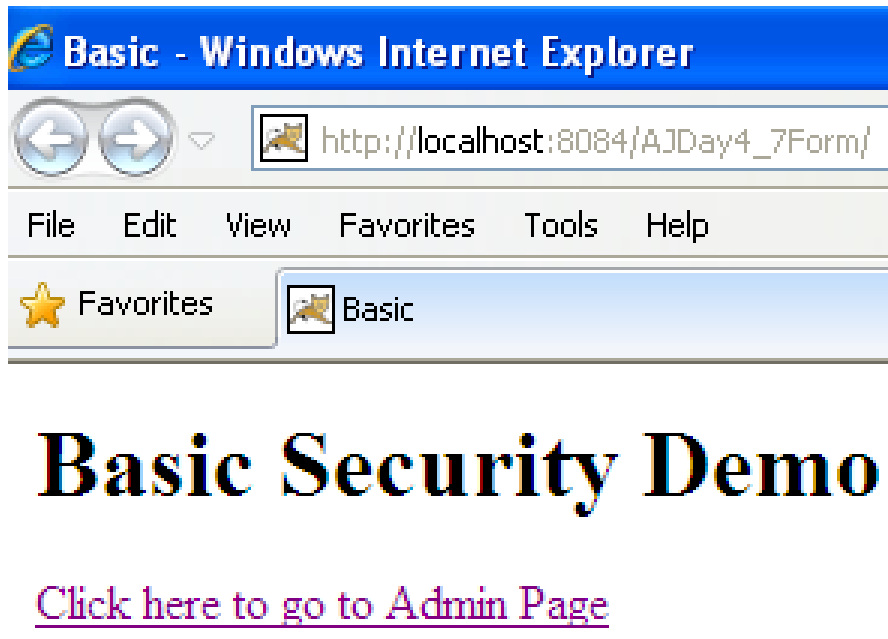 Basic - Windows Internet Explorer
http://localhost:8084/AJDay4_7Form/
File Edit View Favorites Tools Help
Favorites Basic
Basic Security Demo
Click here to go to Admin Page